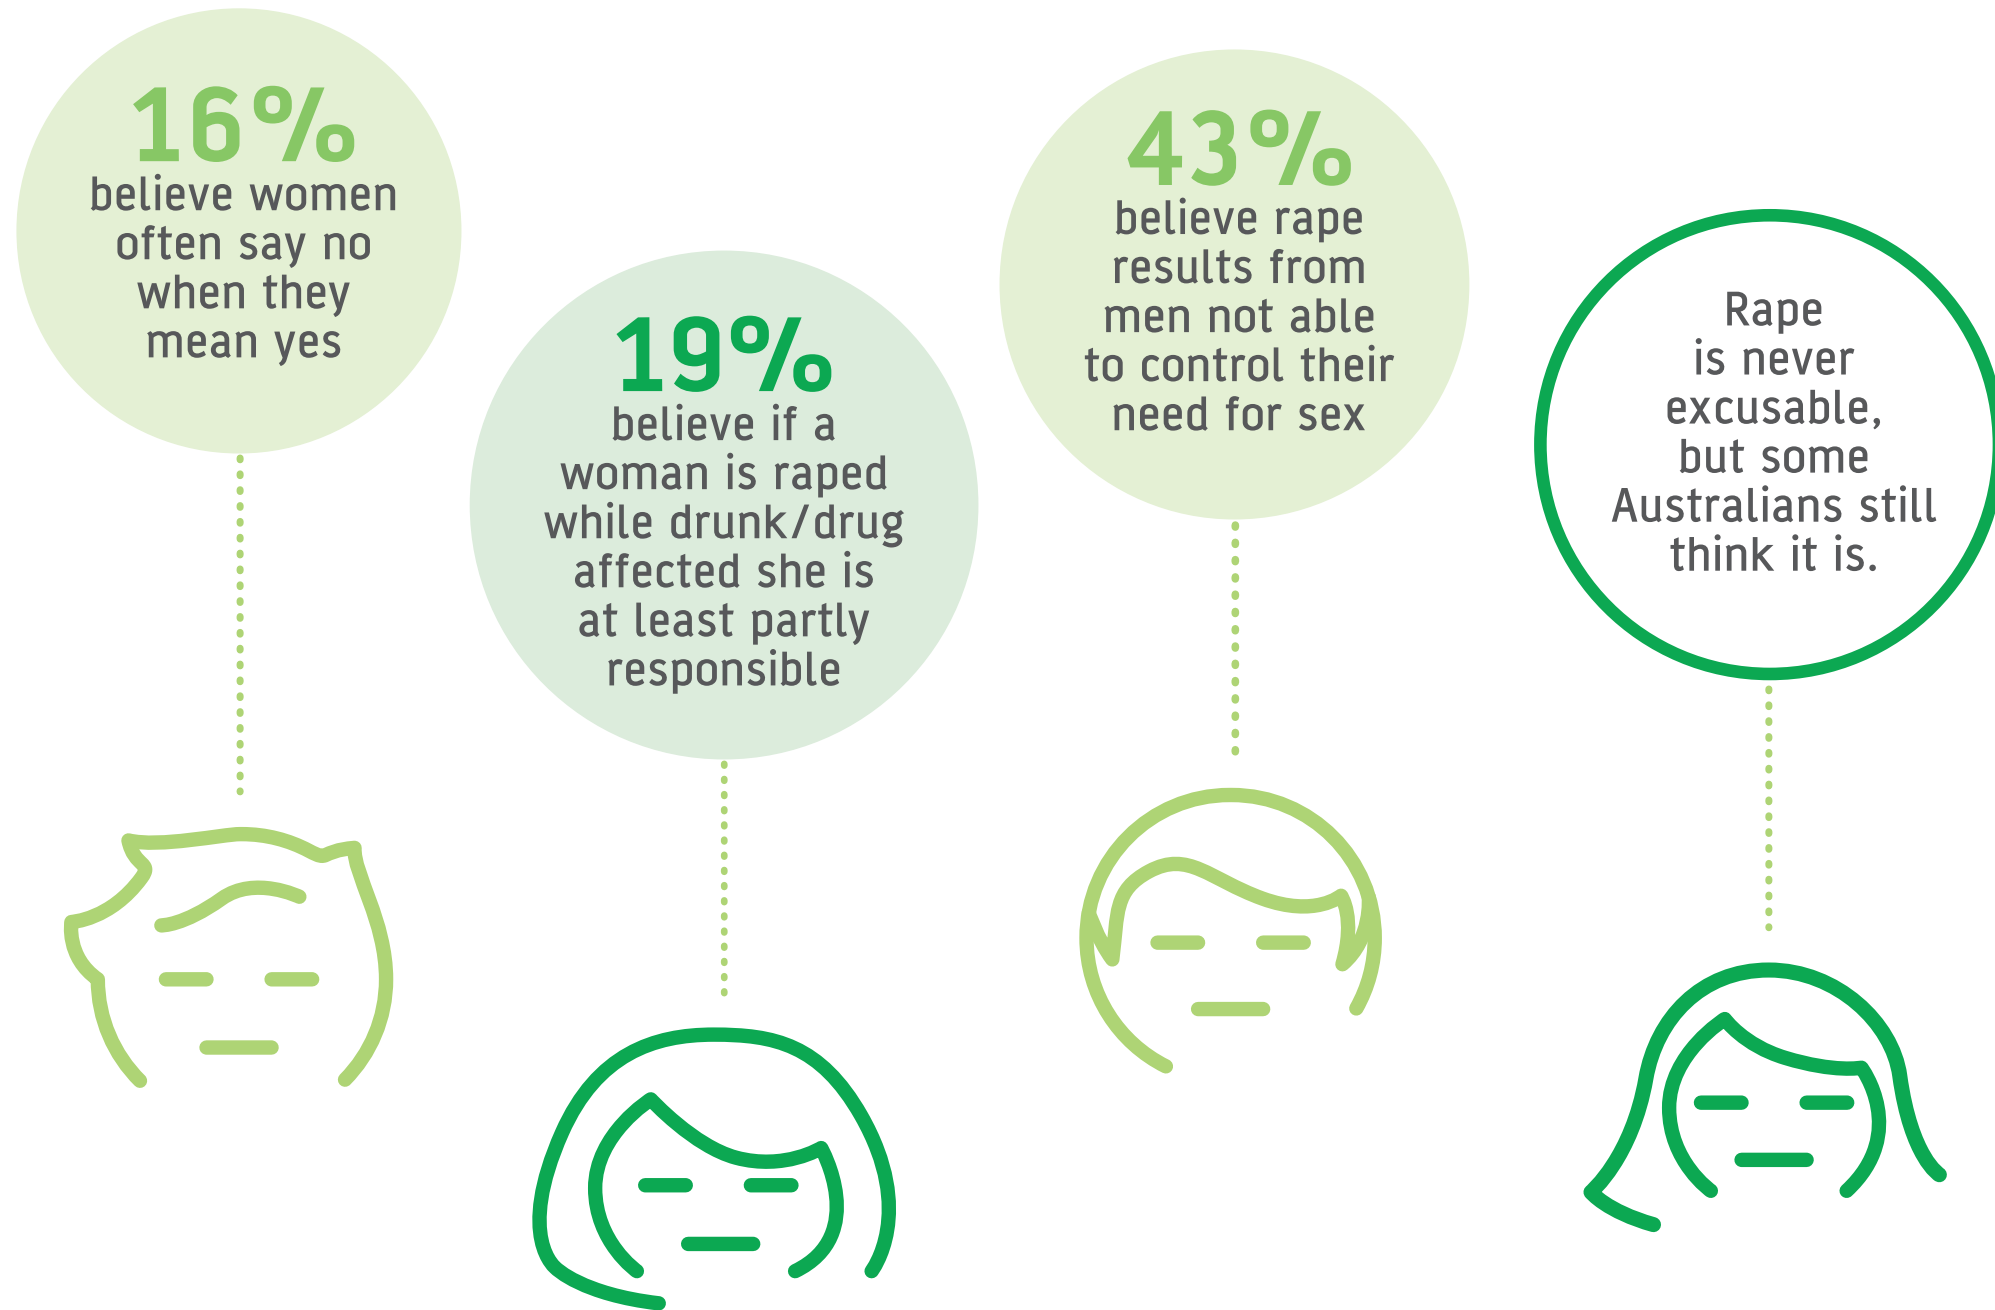 16%
believe women
often say no
when they
mean yes
19%
believe if a
woman is raped
while drunk/drug
affected she is
at least partly
responsible
43%
believe rape
results from
men not able
to control their
need for sex
Rape
is never
excusable,
but some
Australians still
think it is.